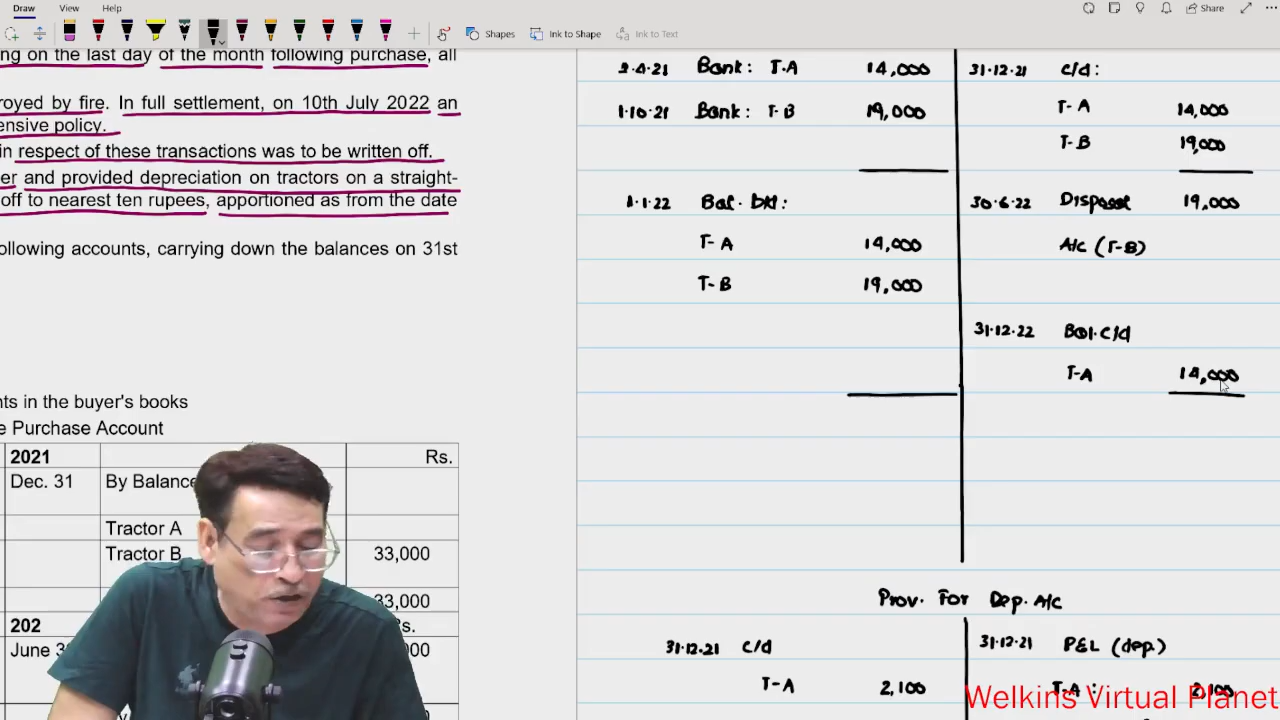 Draw View Help
Share
Shapes Ink to Shape Ink to Text
ng on the last day of the month following purchase, all
royed by fire. In full settlement, on 10th July 2022 an
ensive policy.
in respect of these transactions was to be written off.
er and provided depreciation on tractors on a straight-
off to nearest ten rupees, apportioned as from the date
following accounts, carrying down the balances on 31st
nts in the buyer's books
e Purchase Account
2021 Rs.
Dec. 31 By Balance
Tractor A
Tractor B 33,000
33,000
202 s.
June 3 000
2.4.21 Bank: T.A 14,000
1.10.21 Bank: T-B 19,000
1.1.22 Bal. b/d:
T-A 14,000
T-B 19,000
31.12.21 c/d:
T-A 14,000
T-B 19,000
30.6.22 Disposal 19,000
A/c (T-B)
31.12.22 Bal. c/d
T-A 14,000
Prov. For Dep. A/c
31.12.21 c/d
T-A 2,100
31.12.21 P&L (dep.)
T-A: 2,100
Welkins Virtual Planet